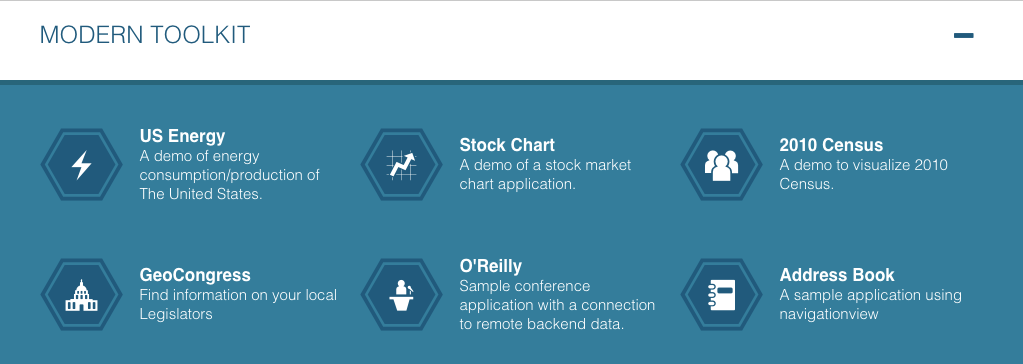 MODERN TOOLKIT
US Energy
A demo of energy
consumption/production of
The United States.
Stock Chart
A demo of a stock market
chart application.
2010 Census
A demo to visualize 2010
Census.
GeoCongress
Find information on your local
Legislators
O'Reilly
Sample conference
application with a connection
to remote backend data.
Address Book
A sample application using
navigationview